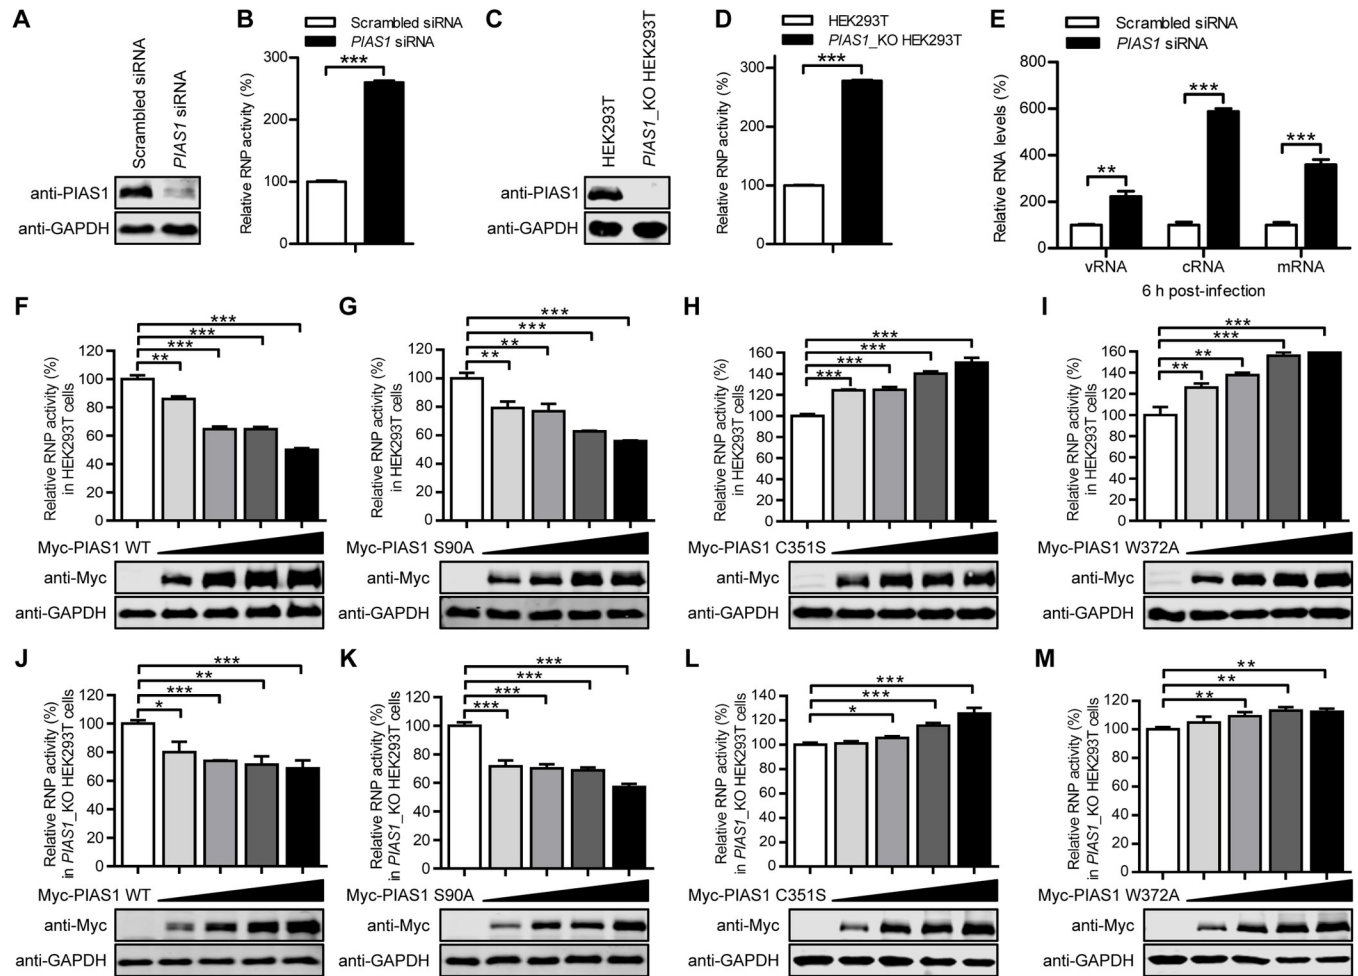 A
Scrambled siRNA
PIAS1 siRNA
anti-PIAS1
anti-GAPDH
B
Scrambled siRNA
PIAS1 siRNA
Relative RNP activity (%)
300
200
100
0
***
C
HEK293T
PIAS1_KO HEK293T
anti-PIAS1
anti-GAPDH
D
HEK293T
PIAS1_KO HEK293T
Relative RNP activity (%)
300
200
100
0
***
E
Scrambled siRNA
PIAS1 siRNA
Relative RNA levels (%)
800
600
400
200
0
**
***
***
vRNA cRNA mRNA
6 h post-infection
F
***
***
***
**
Relative RNP activity (%)
in HEK293T cells
120
100
80
60
40
20
0
Myc-PIAS1 WT
anti-Myc
anti-GAPDH
G
***
***
**
**
Relative RNP activity (%)
in HEK293T cells
120
100
80
60
40
20
0
Myc-PIAS1 S90A
anti-Myc
anti-GAPDH
H
***
***
***
***
Relative RNP activity (%)
in HEK293T cells
160
140
120
100
80
60
40
20
0
Myc-PIAS1 C351S
anti-Myc
anti-GAPDH
I
***
***
**
**
Relative RNP activity (%)
in HEK293T cells
160
140
120
100
80
60
40
20
0
Myc-PIAS1 W372A
anti-Myc
anti-GAPDH
J
***
**
***
*
Relative RNP activity (%)
in PIAS1_KO HEK293T cells
120
100
80
60
40
20
0
Myc-PIAS1 WT
anti-Myc
anti-GAPDH
K
***
***
***
***
Relative RNP activity (%)
in PIAS1_KO HEK293T cells
120
100
80
60
40
20
0
Myc-PIAS1 S90A
anti-Myc
anti-GAPDH
L
***
***
*
Relative RNP activity (%)
in PIAS1_KO HEK293T cells
140
120
100
80
60
40
20
0
Myc-PIAS1 C351S
anti-Myc
anti-GAPDH
M
**
**
**
Relative RNP activity (%)
in PIAS1_KO HEK293T cells
120
100
80
60
40
20
0
Myc-PIAS1 W372A
anti-Myc
anti-GAPDH